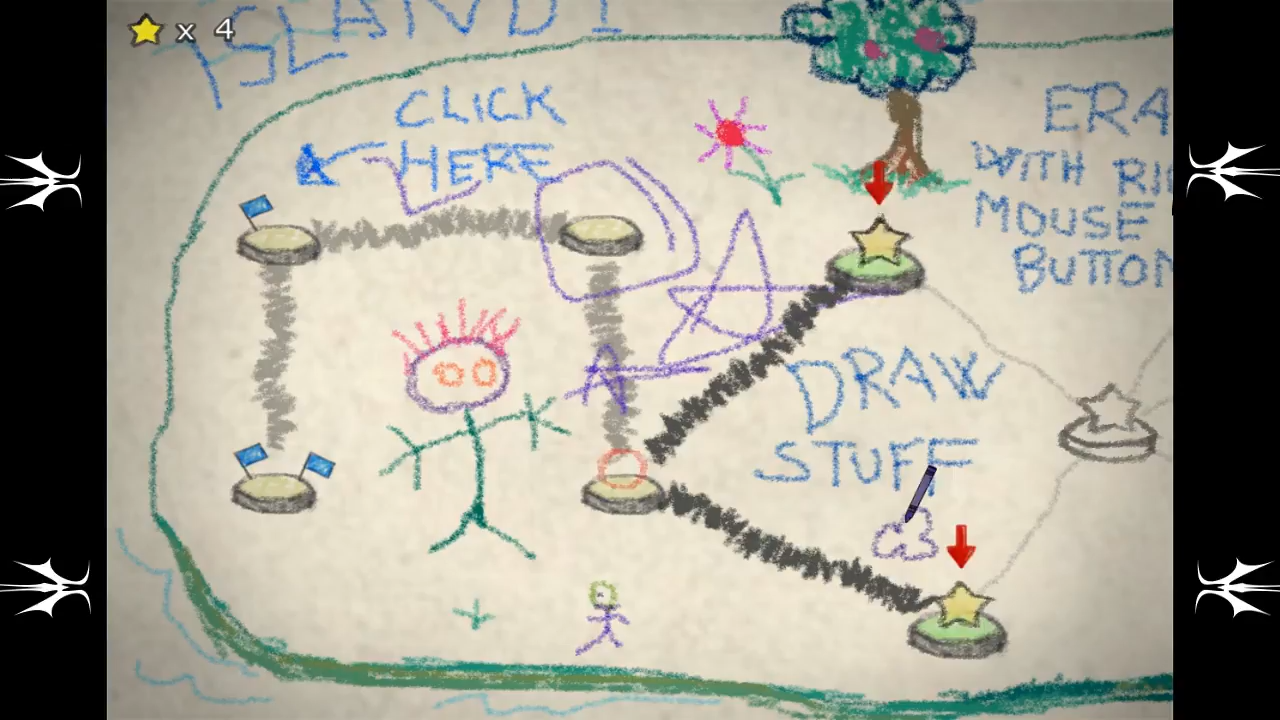 x 4
ISLAND 1
CLICK
HERE
ERA
WITH RI
MOUSE
BUTTON
DRAW
STUFF
A